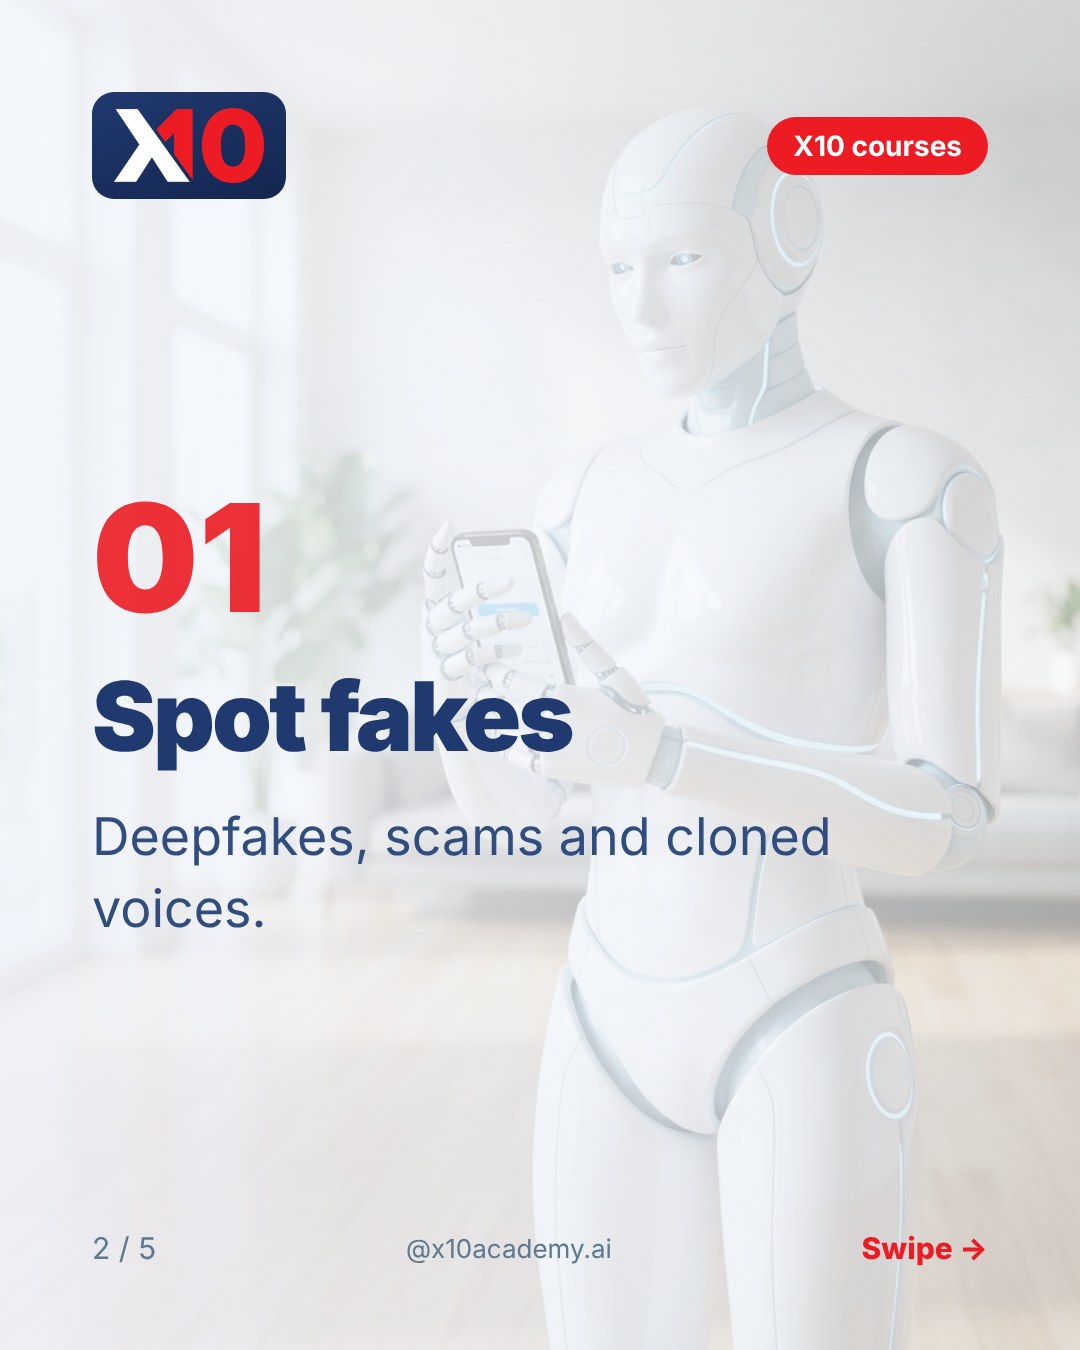 X10
X10 courses
01
Spot fakes
Deepfakes, scams and cloned
voices.
2 / 5
@x10academy.ai
Swipe →